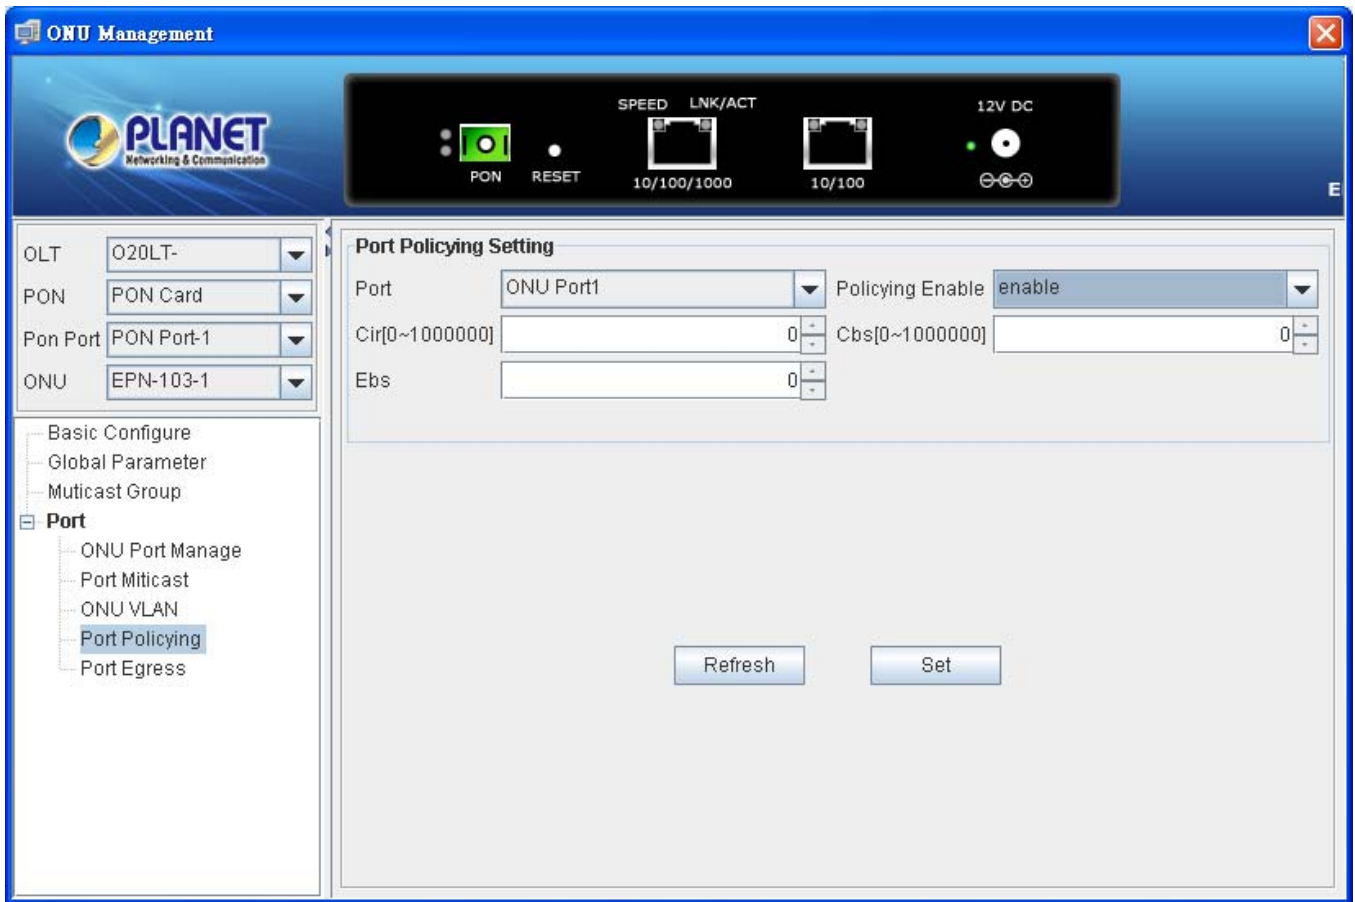 ONU Management
PLANET
Networking & Communication
SPEED LNK/ACT
12V DC
PON RESET 10/100/1000 10/100
E
OLT O20LT-
PON PON Card
Pon Port PON Port-1
ONU EPN-103-1
Basic Configure
Global Parameter
Muticast Group
Port
ONU Port Manage
Port Miticast
ONU VLAN
Port Policying
Port Egress
Port Policying Setting
Port ONU Port1 Policying Enable enable
Cir[0~1000000] 0 Cbs[0~1000000] 0
Ebs 0
Refresh Set